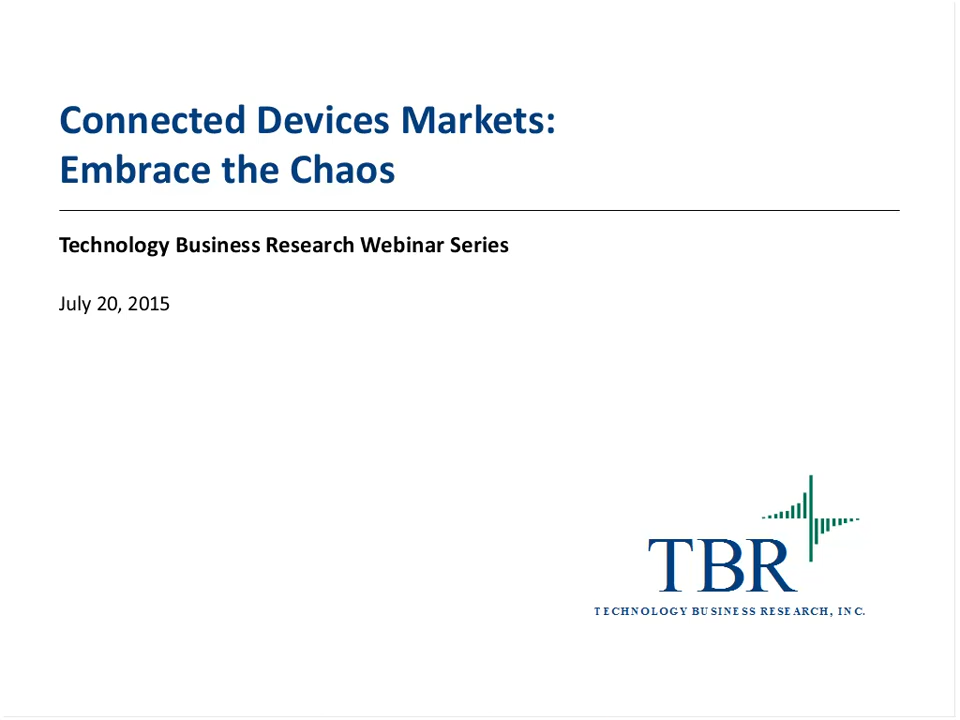 Connected Devices Markets:
Embrace the Chaos
Technology Business Research Webinar Series
July 20, 2015
TBR
TECHNOLOGY BUSINESS RESEARCH, INC.